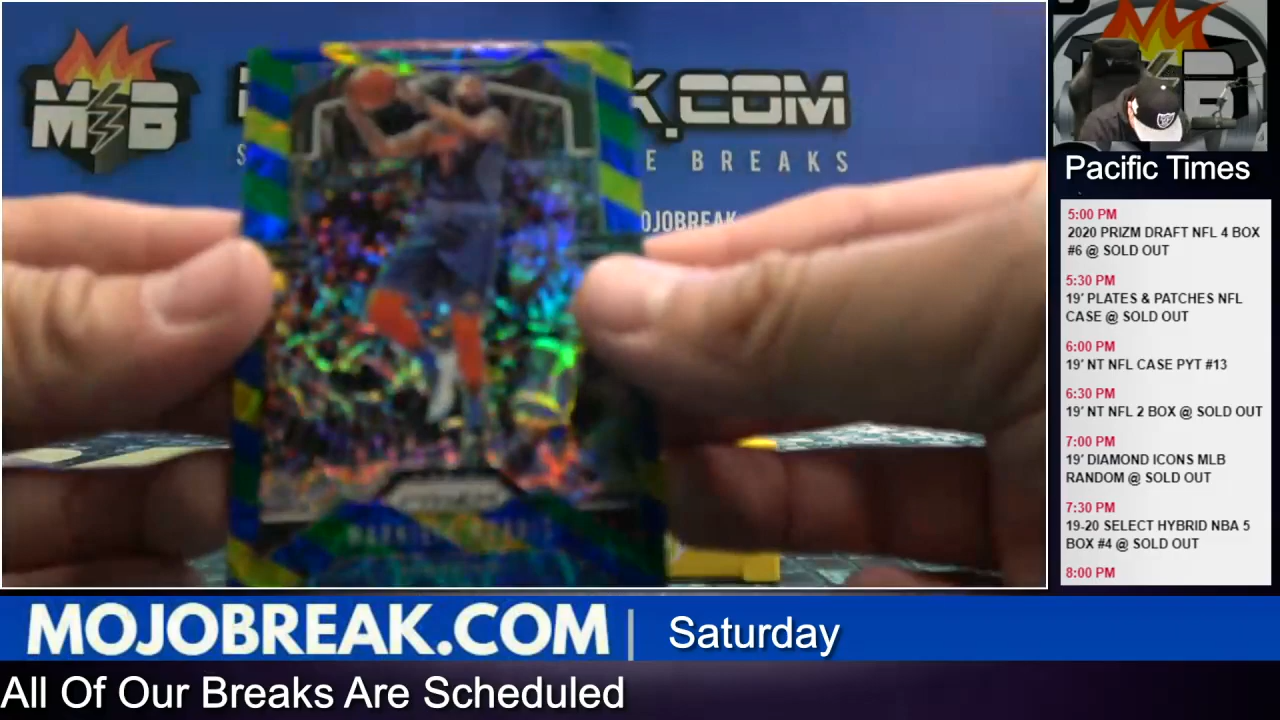 M B
K.COM
S
E BREAKS
OJOBREAK
PRIZM
Pacific Times
5:00 PM
2020 PRIZM DRAFT NFL 4 BOX
#6 @ SOLD OUT
5:30 PM
19' PLATES & PATCHES NFL
CASE @ SOLD OUT
6:00 PM
19' NT NFL CASE PYT #13
6:30 PM
19' NT NFL 2 BOX @ SOLD OUT
7:00 PM
19' DIAMOND ICONS MLB
RANDOM @ SOLD OUT
7:30 PM
19-20 SELECT HYBRID NBA 5
BOX #4 @ SOLD OUT
8:00 PM
MOJOBREAK.COM | Saturday
All Of Our Breaks Are Scheduled